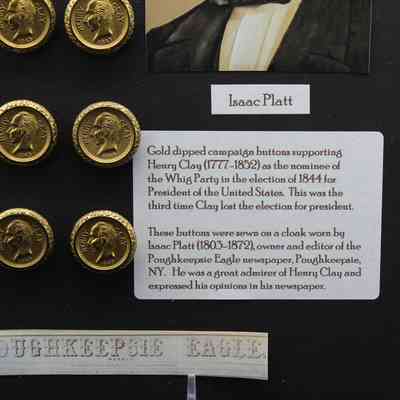 Isaac Platt
Gold dipped campaign buttons supporting
Henry Clay (1777-1852) as the nominee of
the Whig Party in the election of 1844 for
President of the United States. This was the
third time Clay lost the election for president.
These buttons were sewn on a cloak worn by
Isaac Platt (1803-1872), owner and editor of the
Poughkeepsie Eagle newspaper, Poughkeepsie,
NY. He was a great admirer of Henry Clay and
expressed his opinions in his newspaper.
OUGHKEEPSIE EAGLE.